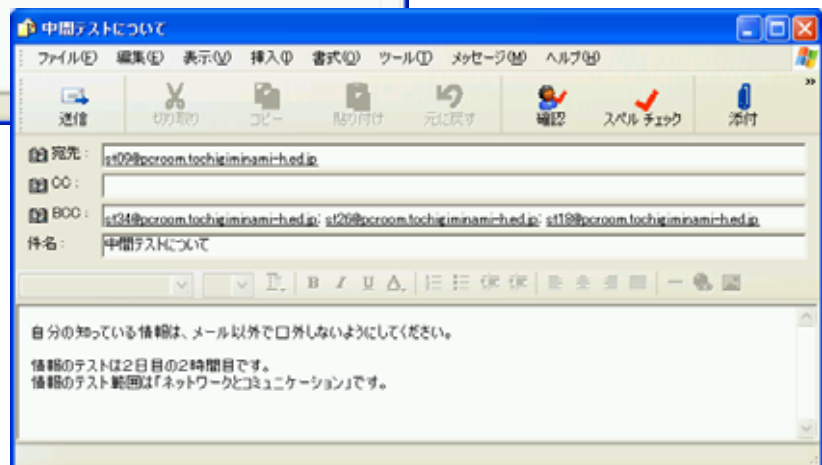 中間テストについて
ファイル(F) 編集(E) 表示(V) 挿入(I) 書式(O) ツール(T) メッセージ(M) ヘルプ(H)
送信 切り取り コピー 貼り付け 元に戻す 確認 スペル チェック 添付 »
宛先: st09@pcroom.tochigiminami-h.ed.jp
CC:
BCC: st34@pcroom.tochigiminami-h.ed.jp; st26@pcroom.tochigiminami-h.ed.jp; st18@pcroom.tochigiminami-h.ed.jp
件名: 中間テストについて
B I U A
自分の知っている情報は、メール以外で口外しないようにしてください。
情報のテストは2日目の2時間目です。
情報のテスト範囲は「ネットワークとコミュニケーション」です。